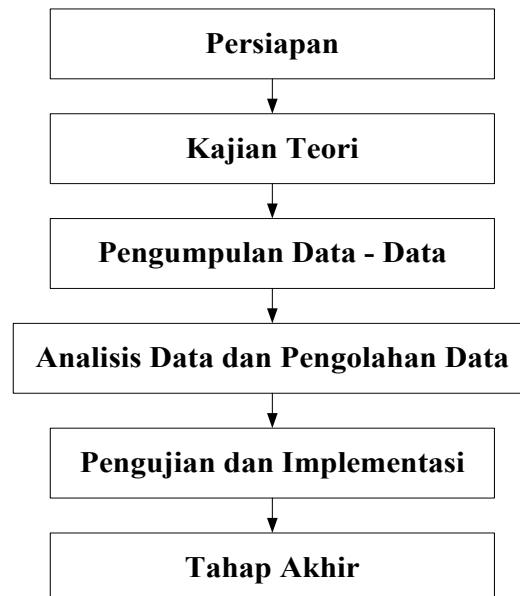 Persiapan
Kajian Teori
Pengumpulan Data - Data
Analisis Data dan Pengolahan Data
Pengujian dan Implementasi
Tahap Akhir